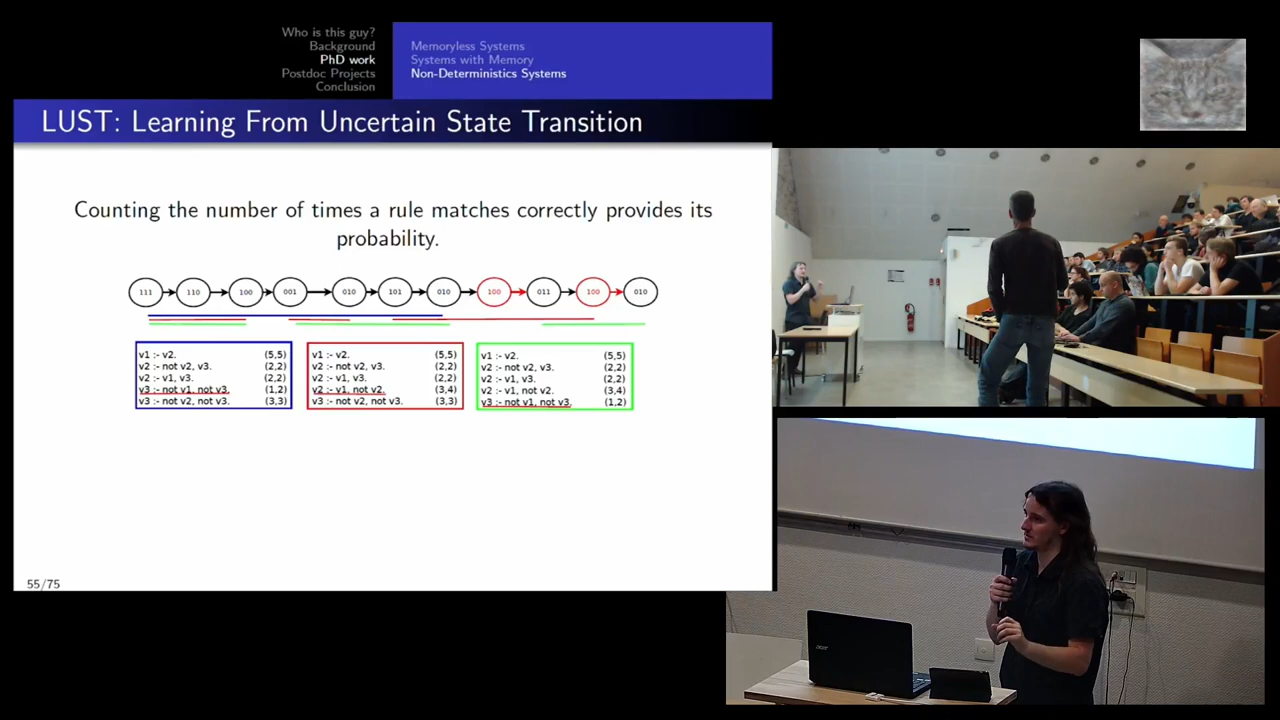 Who is this guy?
Background
PhD work
Postdoc Projects
Conclusion
Memoryless Systems
Systems with Memory
Non-Deterministics Systems
LUST: Learning From Uncertain State Transition
Counting the number of times a rule matches correctly provides its
probability.
111 110 100 001 010 101 010 100 011 100 010
v1 :- v2. (5,5)
v2 :- not v2, v3. (2,2)
v2 :- v1, v3. (2,2)
v3 :- not v1, not v3. (1,2)
v3 :- not v2, not v3. (3,3)
v1 :- v2. (5,5)
v2 :- not v2, v3. (2,2)
v2 :- v1, v3. (2,2)
v2 :- v1, not v2. (3,4)
v3 :- not v2, not v3. (3,3)
v1 :- v2. (5,5)
v2 :- not v2, v3. (2,2)
v2 :- v1, v3. (2,2)
v2 :- v1, not v2. (3,4)
v3 :- not v1, not v3. (1,2)
55/75
acer